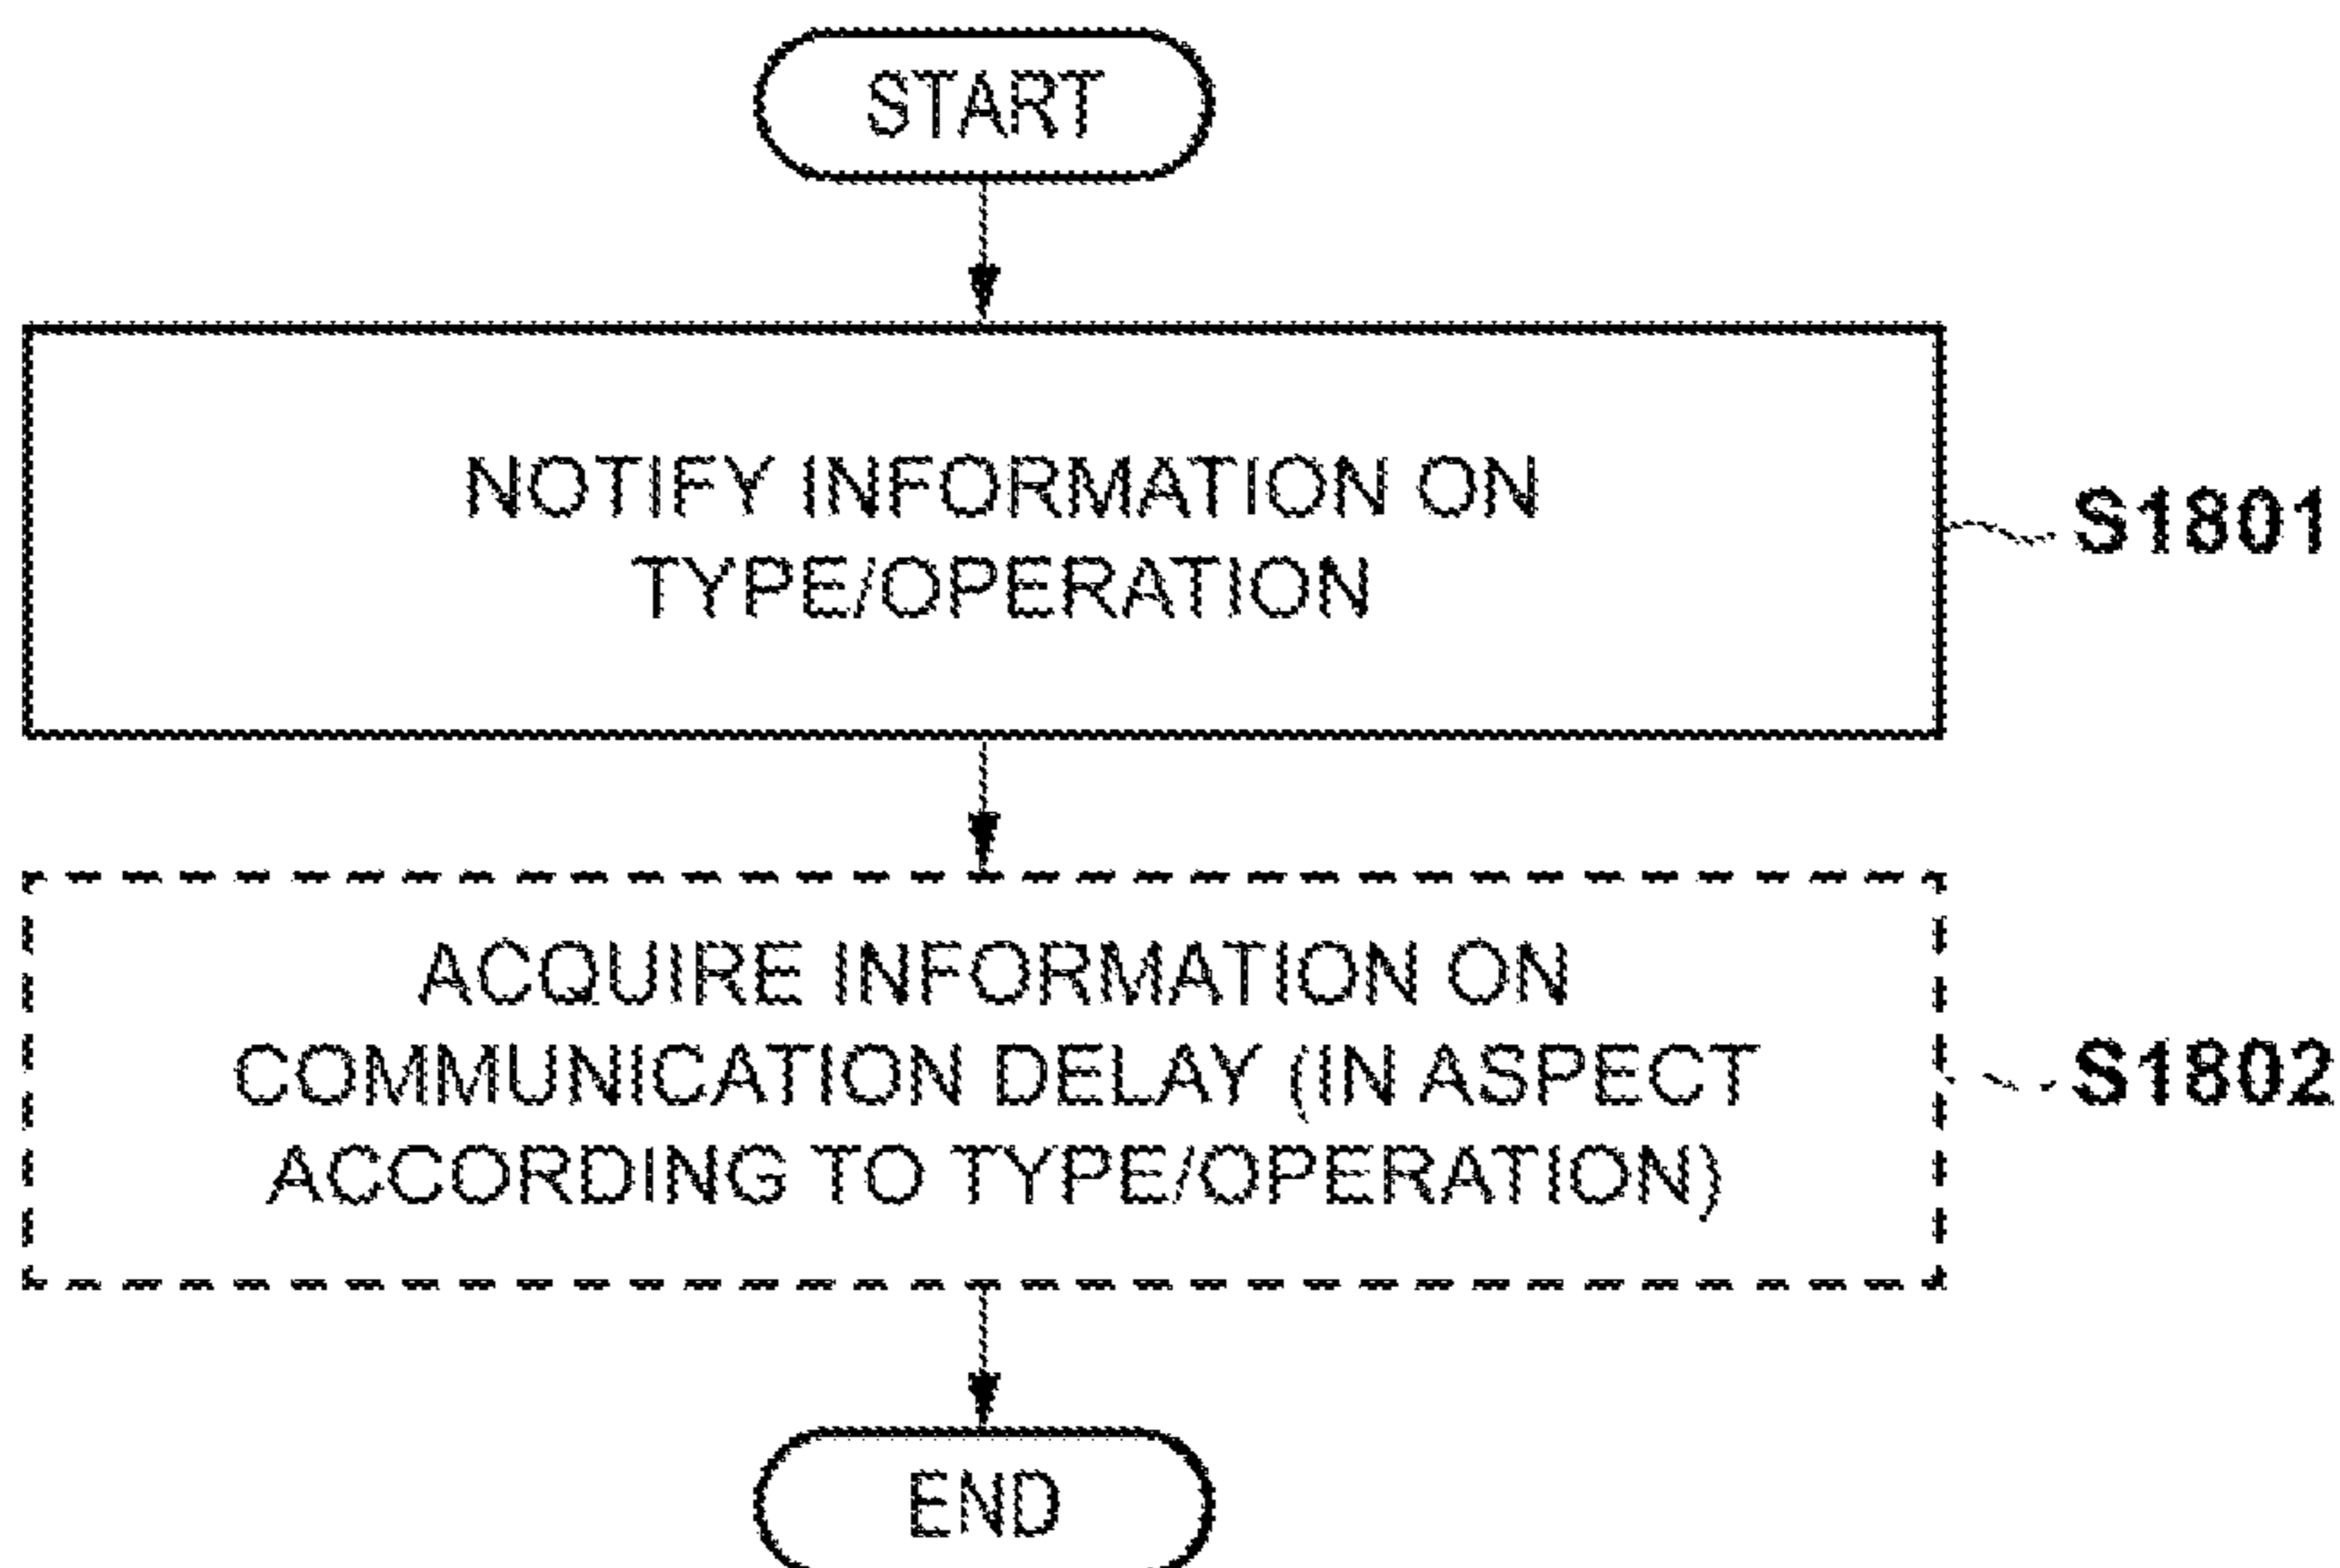 START
NOTIFY INFORMATION ON
TYPE/OPERATION
S1801
ACQUIRE INFORMATION ON
COMMUNICATION DELAY (IN ASPECT
ACCORDING TO TYPE/OPERATION)
S1802
END